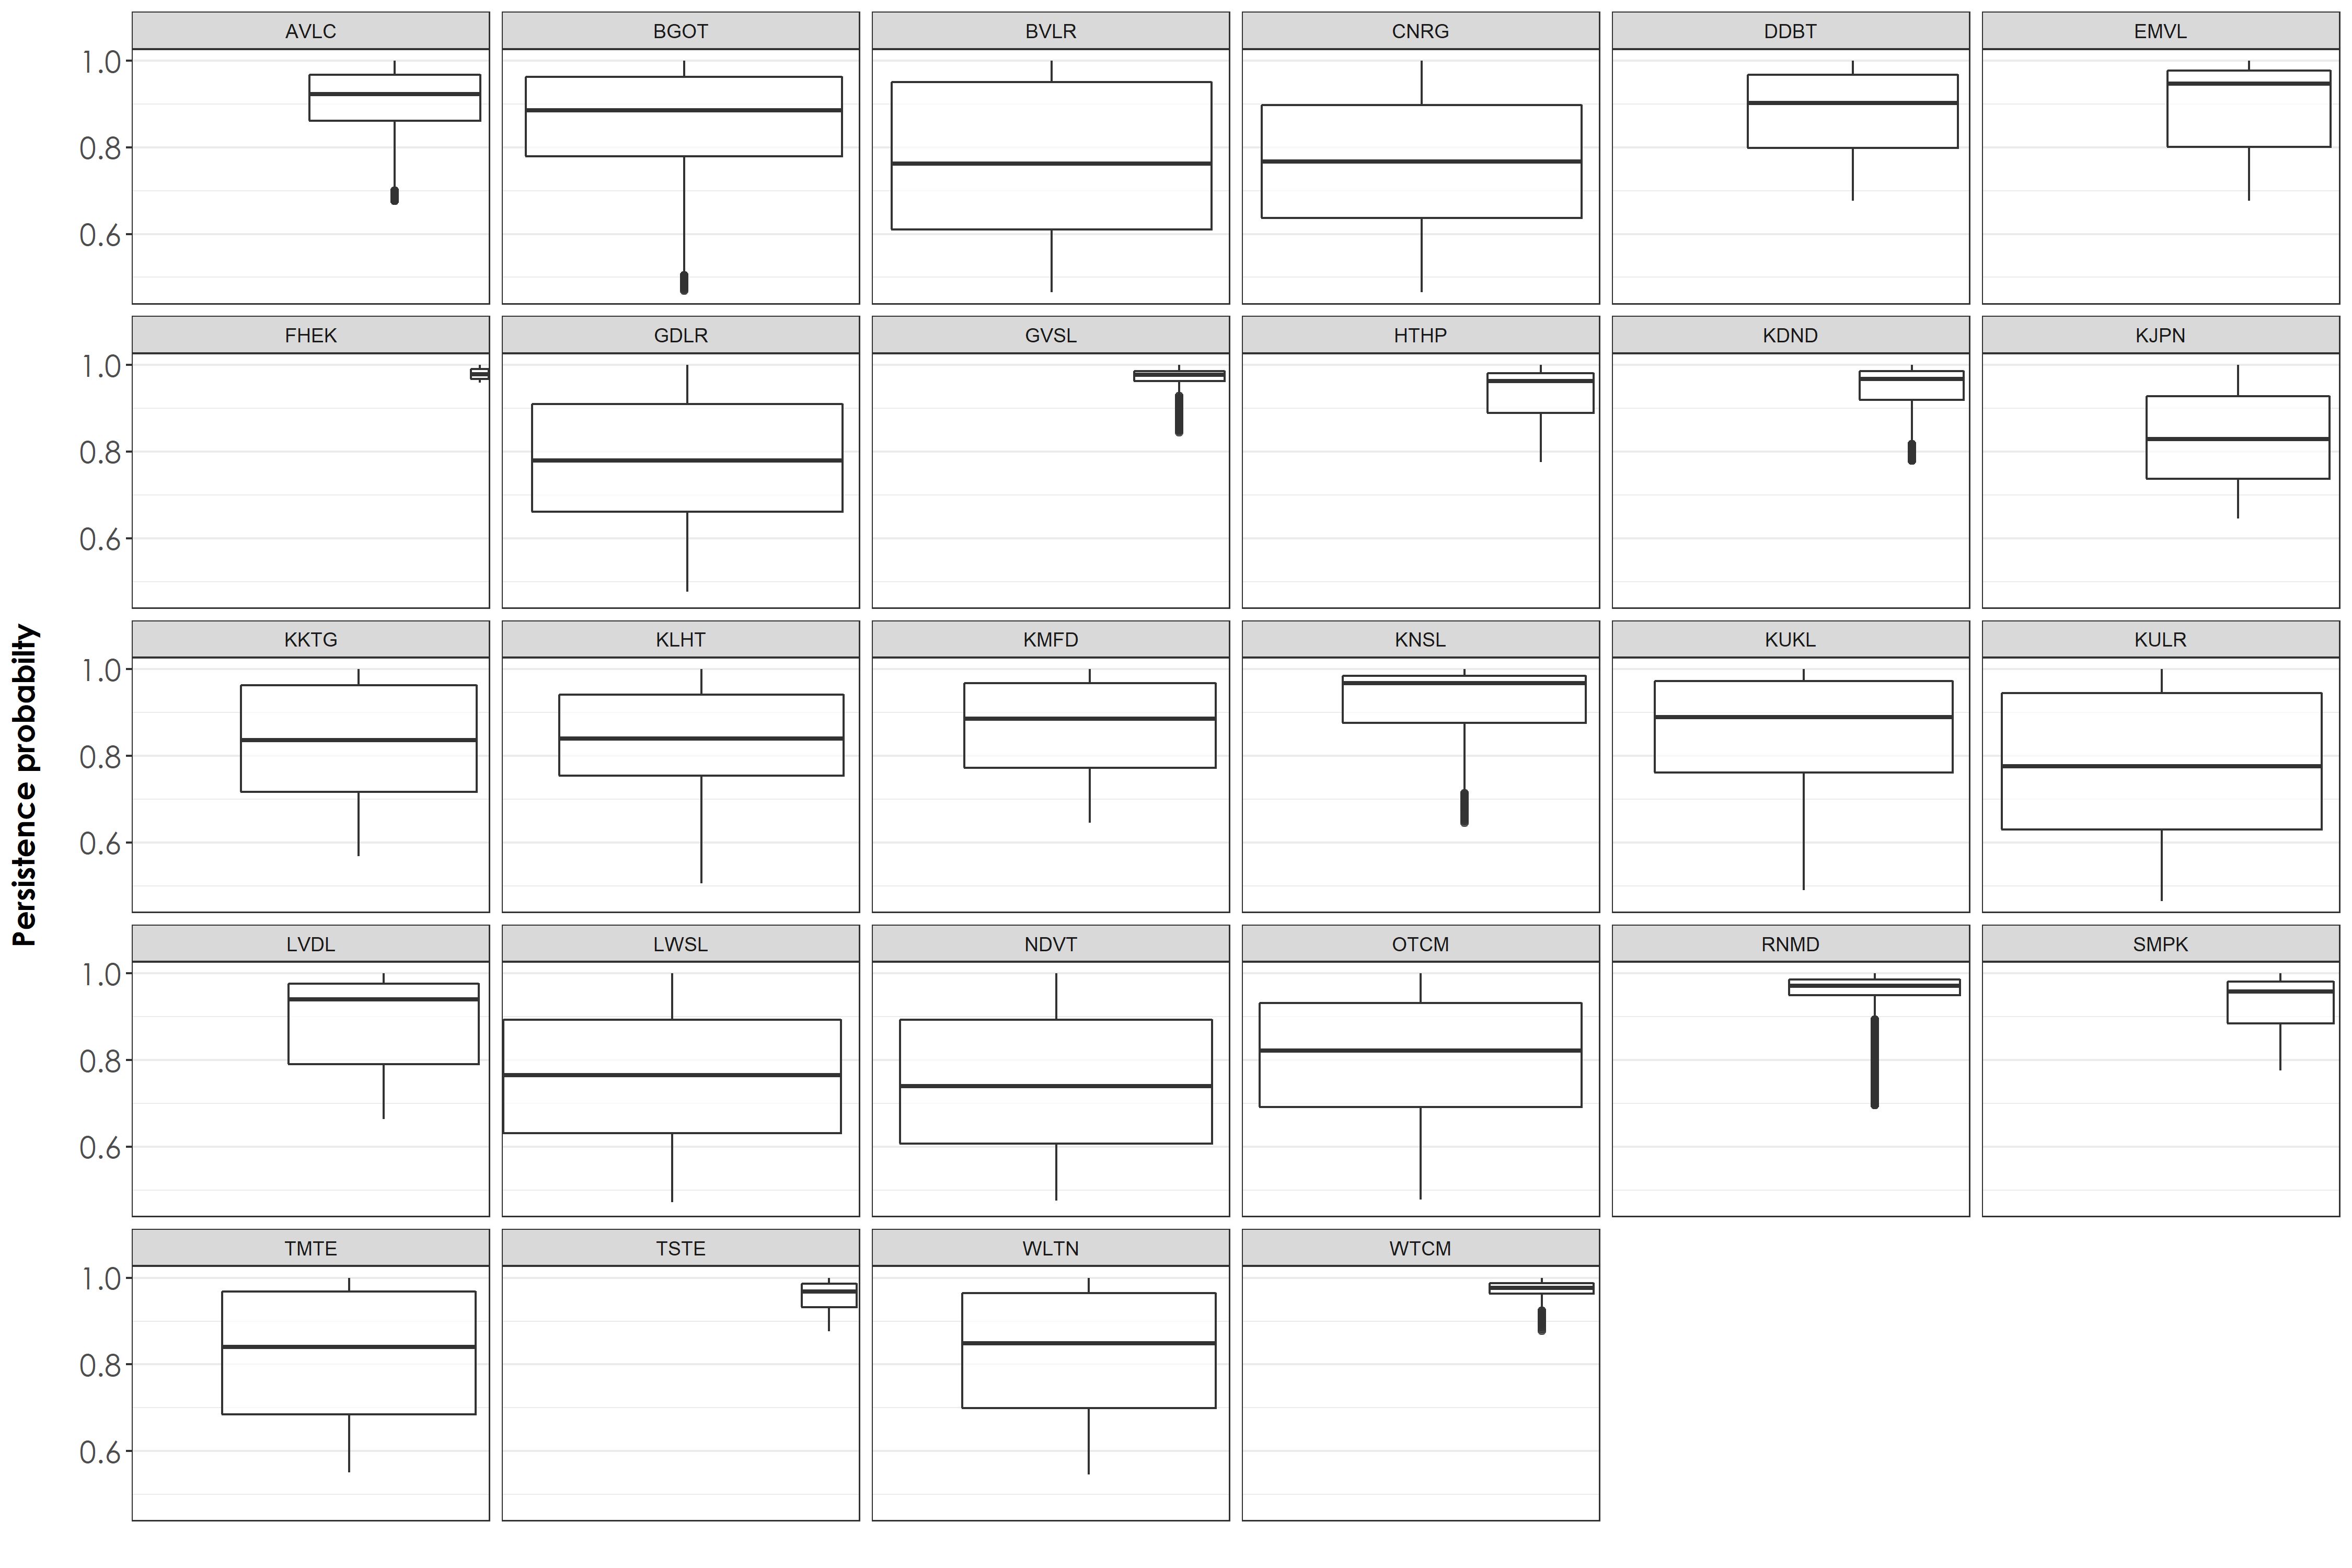 AVLC BGOT BVLR CNRG DDBT EMVL
1.0
0.8
0.6
FHEK GDLR GVSL HTHP KDND KJPN
1.0
0.8
0.6
KKTG KLHT KMFD KNSL KUKL KULR
1.0
0.8
0.6
LVDL LWSL NDVT OTCM RNMD SMPK
1.0
0.8
0.6
TMTE TSTE WLTN WTCM
1.0
0.8
0.6
Persistence probabilty